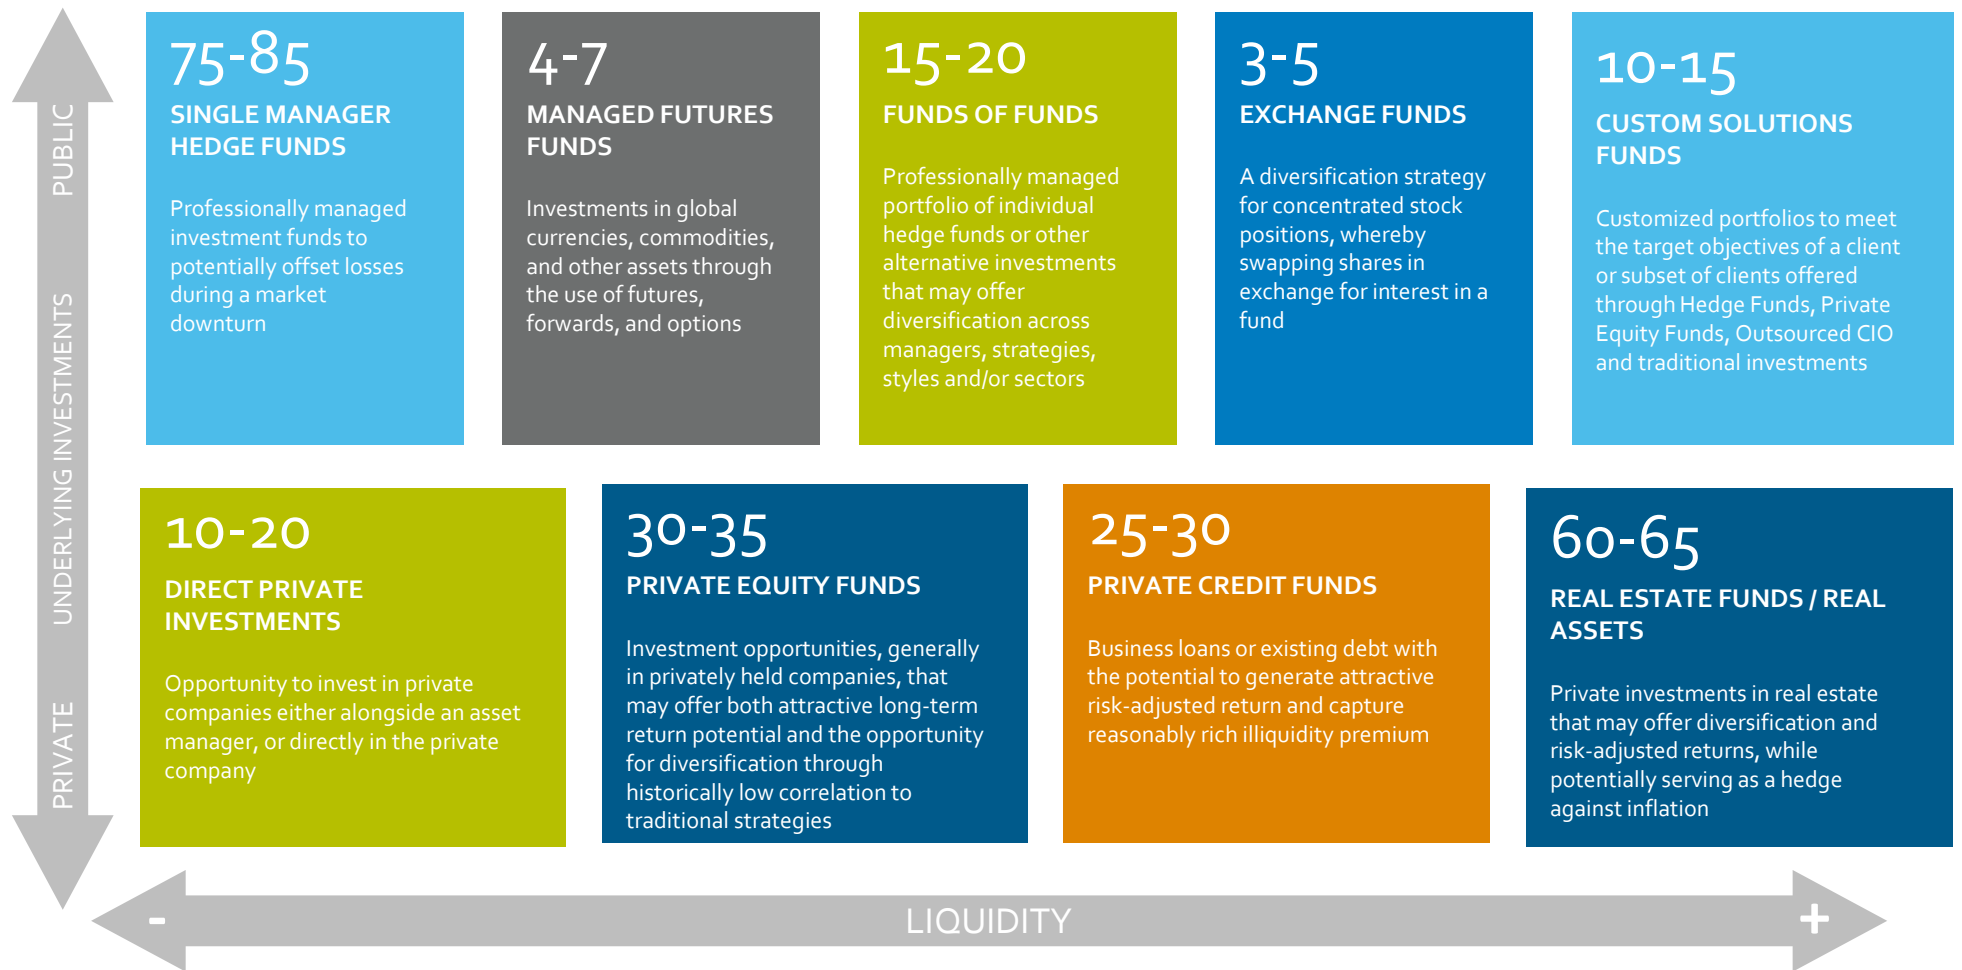 PUBLIC
UNDERLYING INVESTMENTS
PRIVATE
75-85
SINGLE MANAGER
HEDGE FUNDS
Professionally managed
investment funds to
potentially offset losses
during a market
downturn
4-7
MANAGED FUTURES
FUNDS
Investments in global
currencies, commodities,
and other assets through
the use of futures,
forwards, and options
15-20
FUNDS OF FUNDS
Professionally managed
portfolio of individual
hedge funds or other
alternative investments
that may offer
diversification across
managers, strategies,
styles and/or sectors
3-5
EXCHANGE FUNDS
A diversification strategy
for concentrated stock
positions, whereby
swapping shares in
exchange for interest in a
fund
10-15
CUSTOM SOLUTIONS
FUNDS
Customized portfolios to meet
the target objectives of a client
or subset of clients offered
through Hedge Funds, Private
Equity Funds, Outsourced CIO
and traditional investments
10-20
DIRECT PRIVATE
INVESTMENTS
Opportunity to invest in private
companies either alongside an asset
manager, or directly in the private
company
30-35
PRIVATE EQUITY FUNDS
Investment opportunities, generally
in privately held companies, that
may offer both attractive long-term
return potential and the opportunity
for diversification through
historically low correlation to
traditional strategies
25-30
PRIVATE CREDIT FUNDS
Business loans or existing debt with
the potential to generate attractive
risk-adjusted return and capture
reasonably rich illiquidity premium
60-65
REAL ESTATE FUNDS / REAL
ASSETS
Private investments in real estate
that may offer diversification and
risk-adjusted returns, while
potentially serving as a hedge
against inflation
- LIQUIDITY +